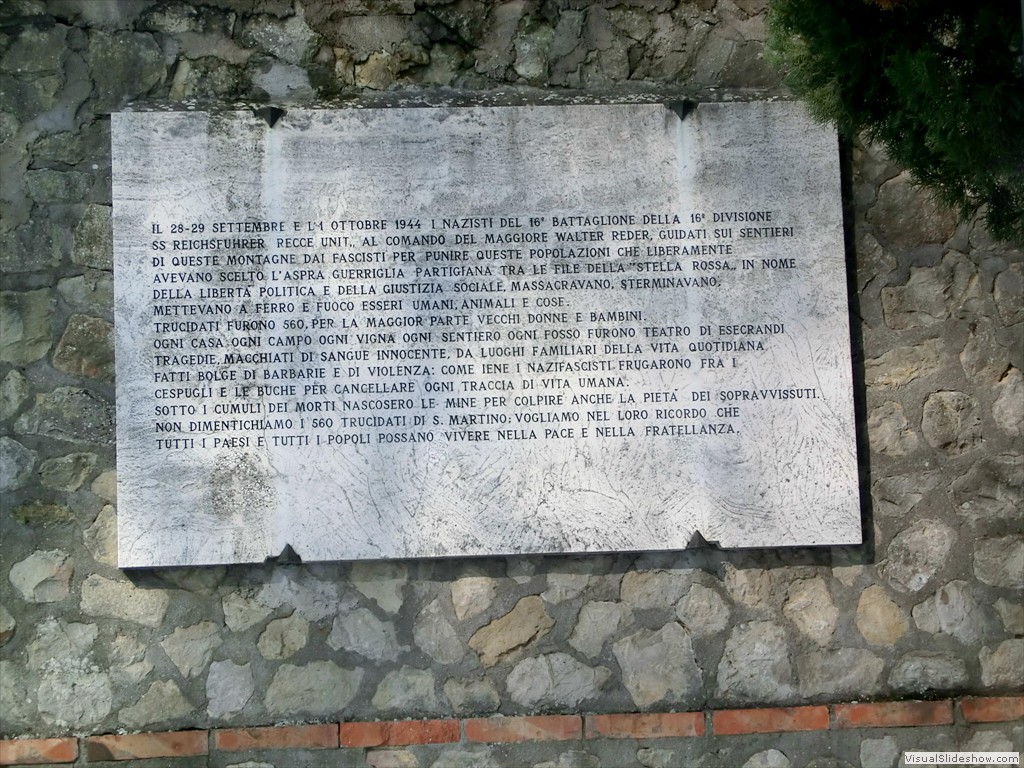 IL 28-29 SETTEMBRE E L'1 OTTOBRE 1944 I NAZISTI DEL 16° BATTAGLIONE DELLA 16° DIVISIONE
SS REICHSFUHRER RECCE UNIT,, AL COMANDO DEL MAGGIORE WALTER REDER, GUIDATI SUI SENTIERI
DI QUESTE MONTAGNE DAI FASCISTI PER PUNIRE QUESTE POPOLAZIONI CHE LIBERAMENTE
AVEVANO SCELTO L'ASPRA GUERRIGLIA PARTIGIANA TRA LE FILE DELLA "STELLA ROSSA,, IN NOME
DELLA LIBERTÀ POLITICA E DELLA GIUSTIZIA SOCIALE, MASSACRAVANO, STERMINAVANO,
METTEVANO A FERRO E FUOCO ESSERI UMANI, ANIMALI E COSE.
TRUCIDATI FURONO 560, PER LA MAGGIOR PARTE VECCHI DONNE E BAMBINI.
OGNI CASA OGNI CAMPO OGNI VIGNA OGNI SENTIERO OGNI FOSSO FURONO TEATRO DI ESECRANDI
TRAGEDIE, MACCHIATI DI SANGUE INNOCENTE, DA LUOGHI FAMILIARI DELLA VITA QUOTIDIANA
FATTI BOLGE DI BARBARIE E DI VIOLENZA: COME IENE I NAZIFASCISTI FRUGARONO FRA I
CESPUGLI E LE BUCHE PER CANCELLARE OGNI TRACCIA DI VITA UMANA.
SOTTO I CUMULI DEI MORTI NASCOSERO LE MINE PER COLPIRE ANCHE LA PIETÀ DEI SOPRAVVISSUTI.
NON DIMENTICHIAMO I 560 TRUCIDATI DI S. MARTINO: VOGLIAMO NEL LORO RICORDO CHE
TUTTI I PAESI E TUTTI I POPOLI POSSANO VIVERE NELLA PACE E NELLA FRATELLANZA.
VisualSlideshow.com